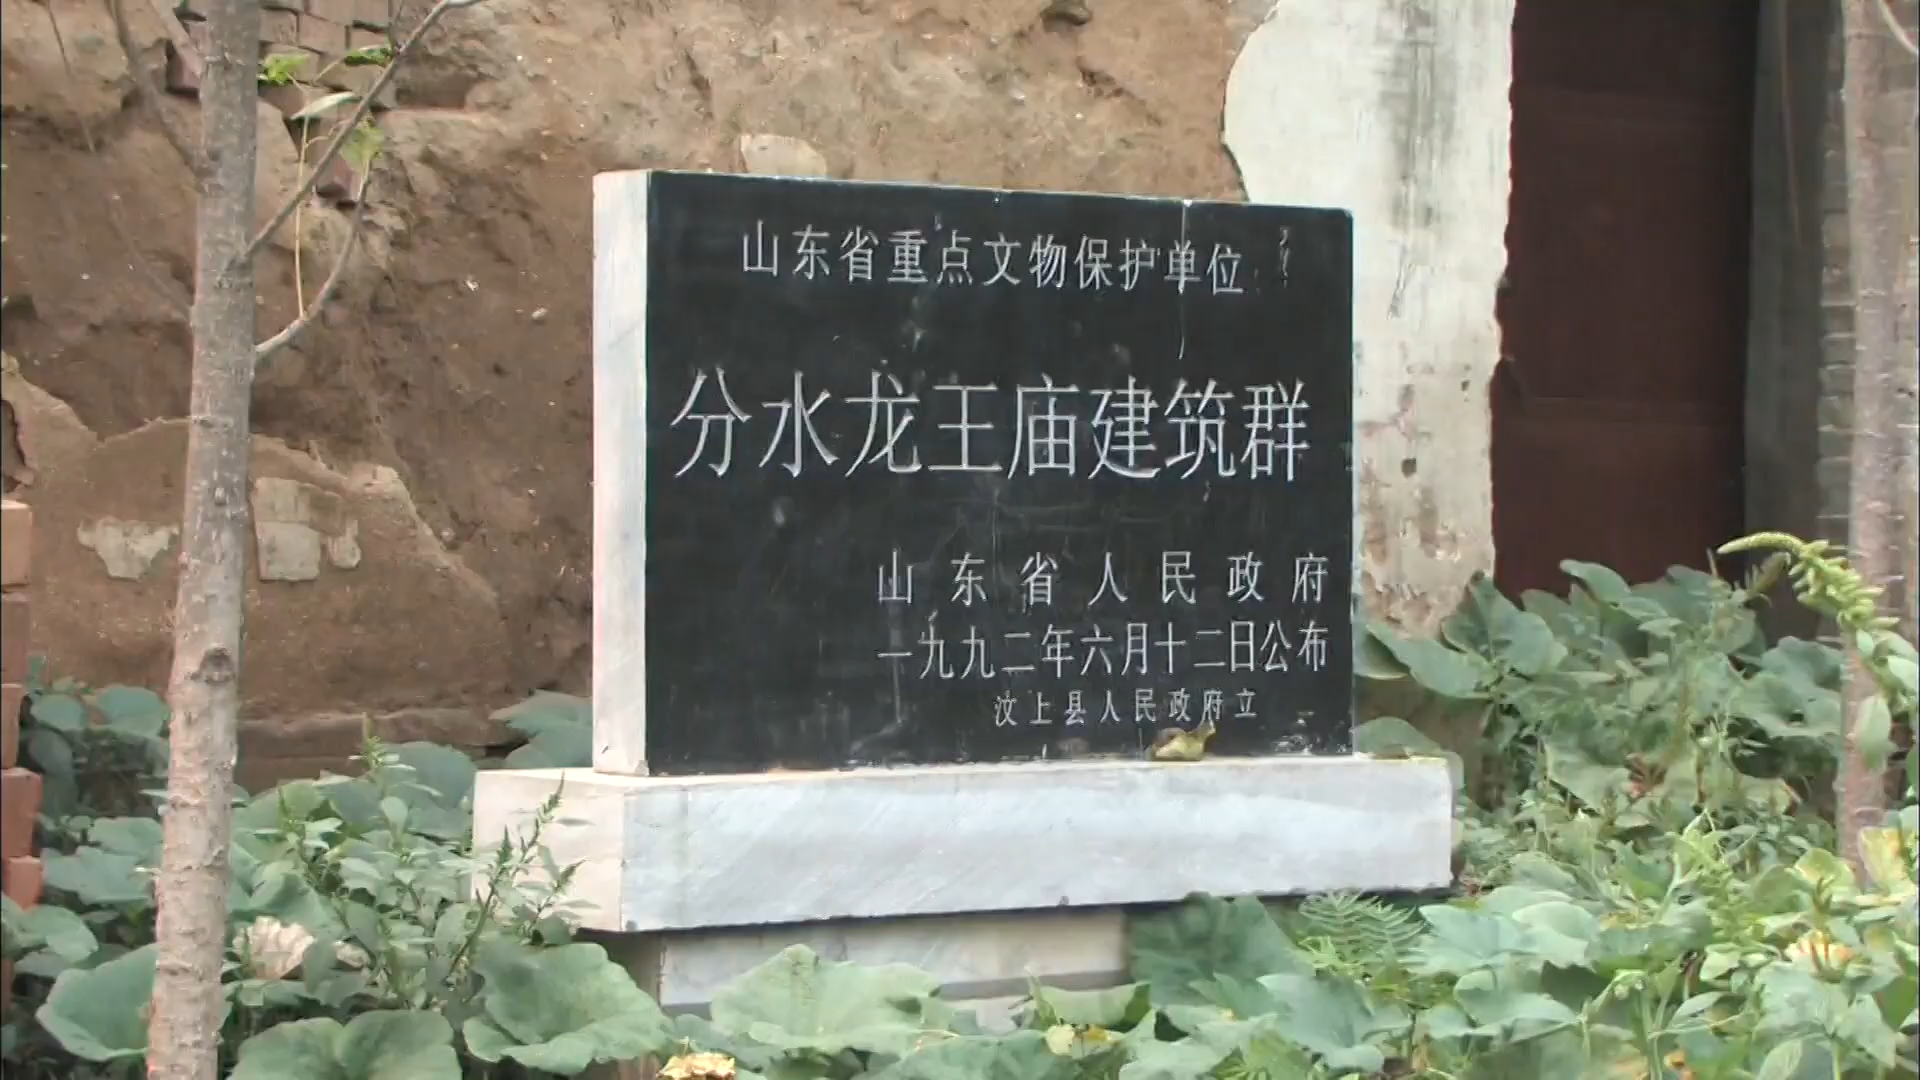 山东省重点文物保护单位
分水龙王庙建筑群
山东省人民政府
一九九二年六月十二日公布
汶上县人民政府立